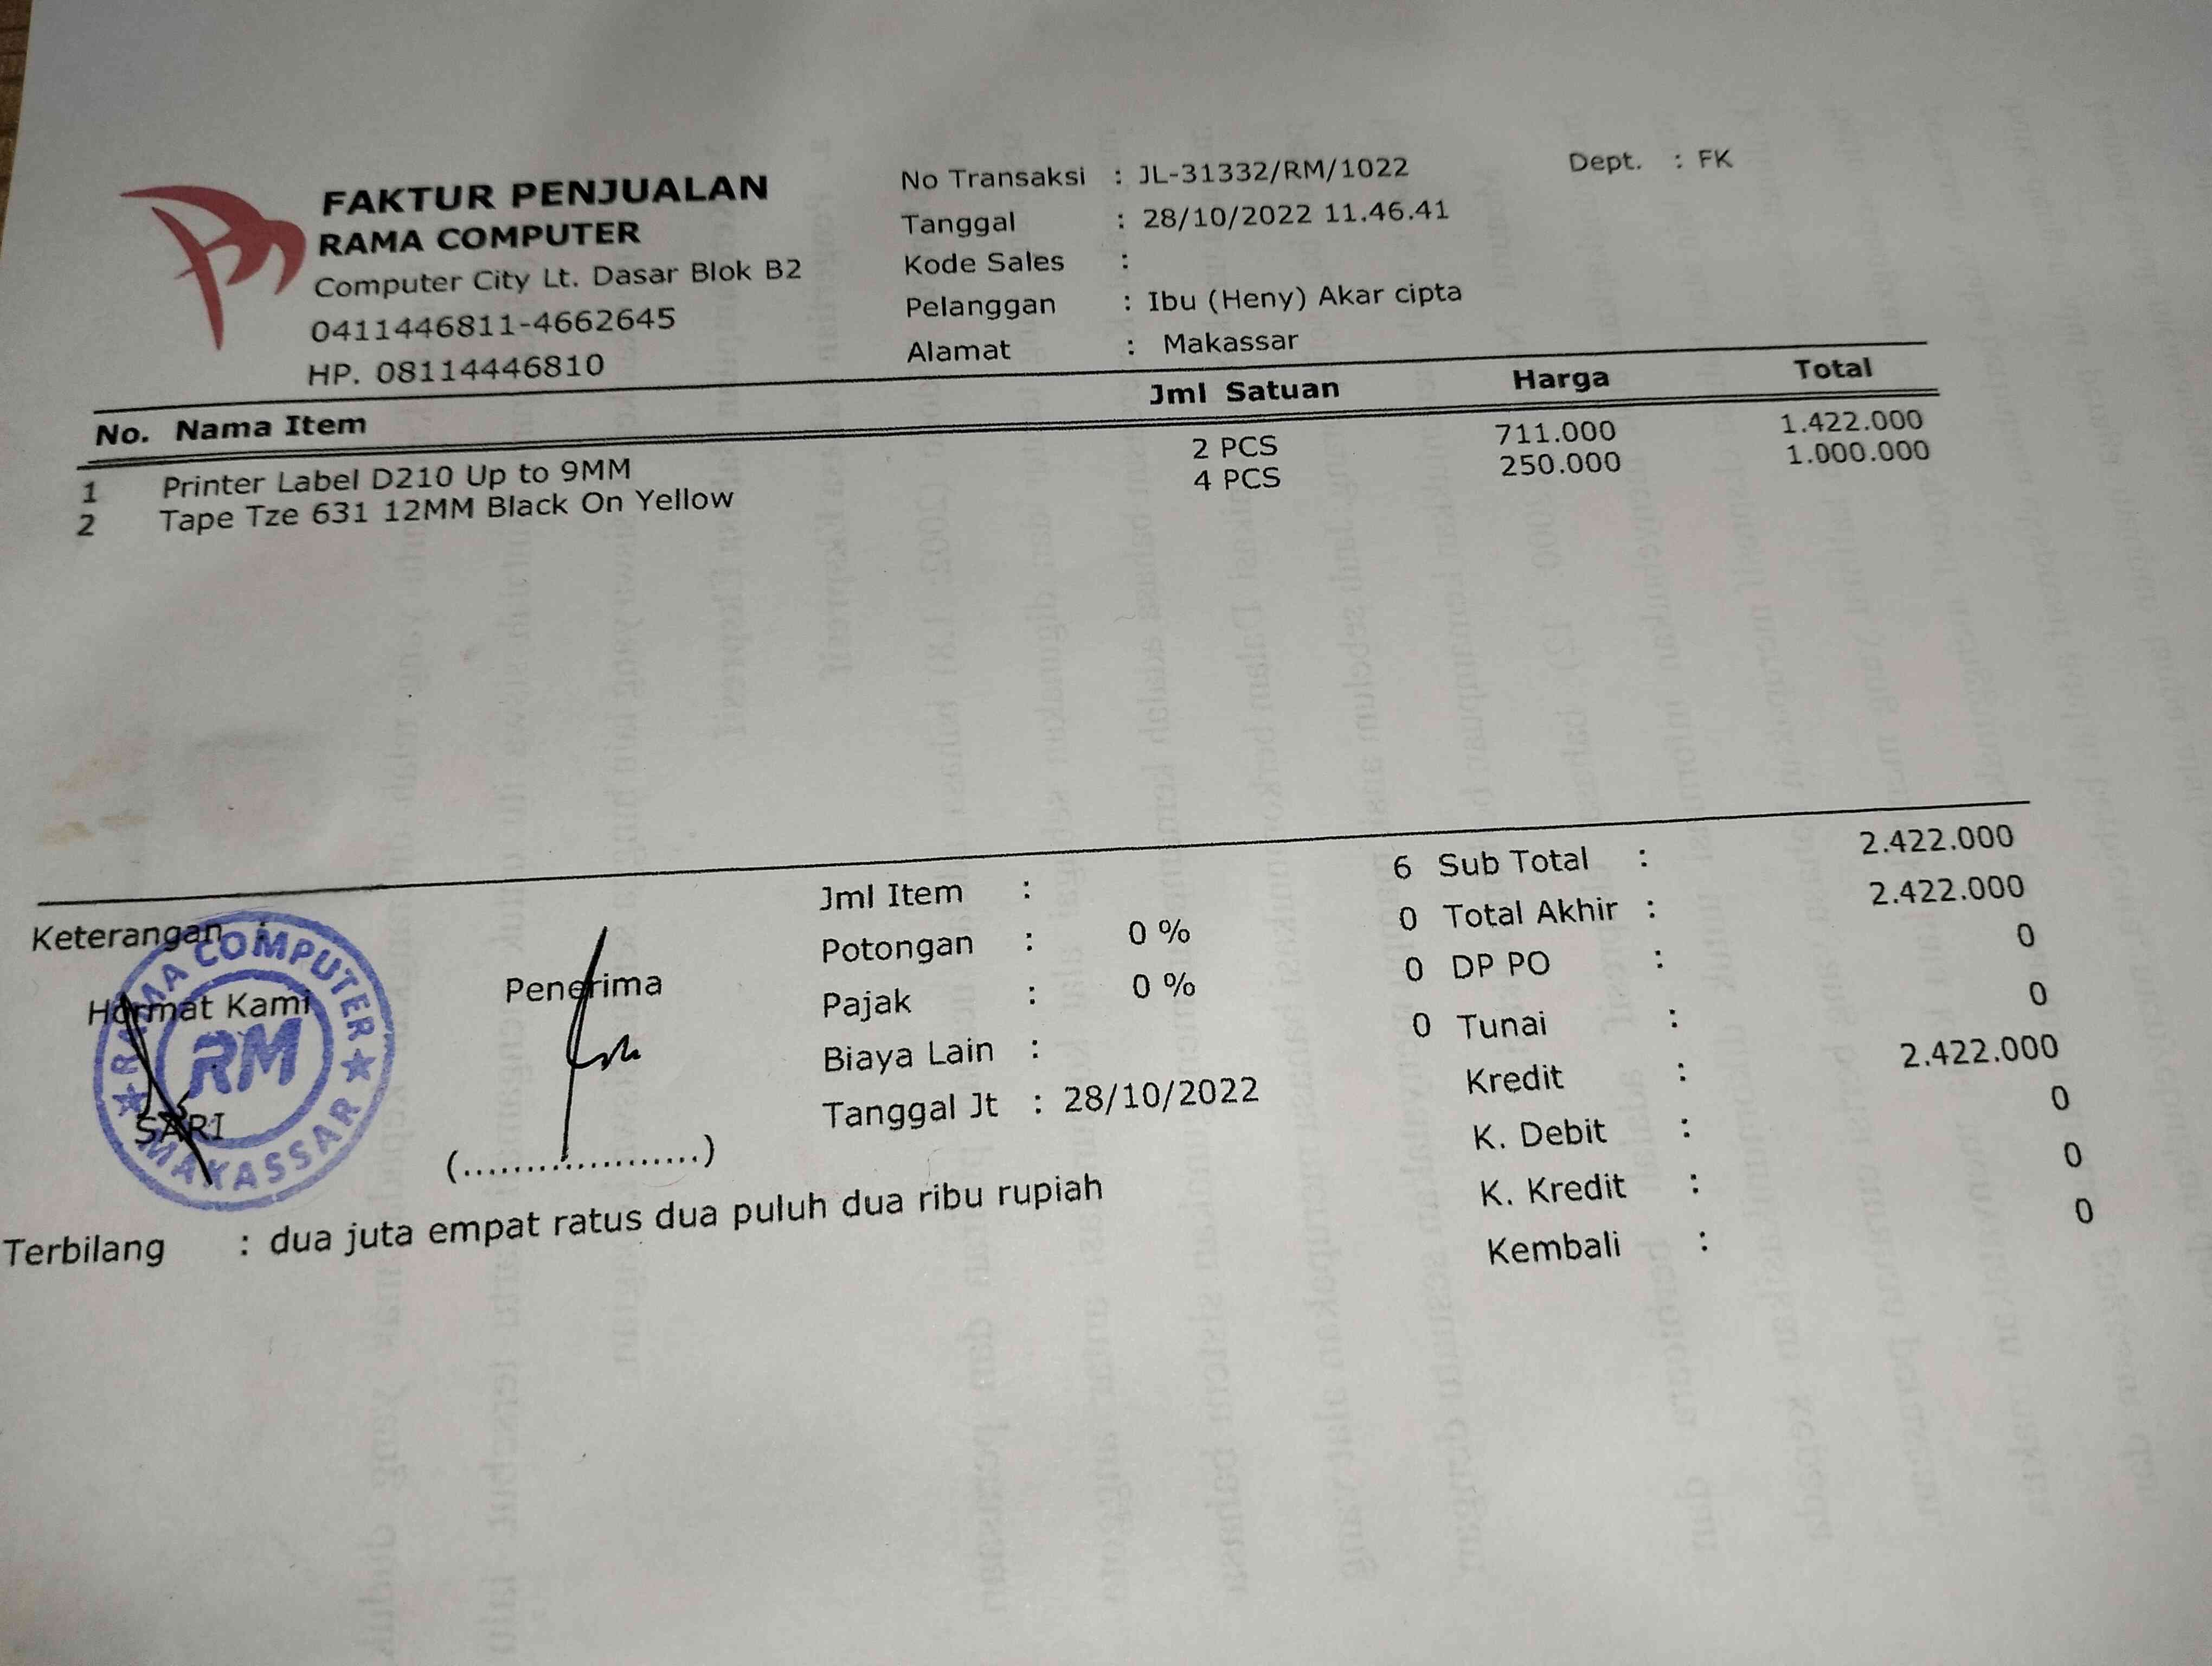 FAKTUR PENJUALAN
RAMA COMPUTER
Computer City Lt. Dasar Blok B2
0411446811-4662645
HP. 08114446810
No Transaksi : JL-31332/RM/1022
Dept. : FK
Tanggal : 28/10/2022 11.46.41
Kode Sales :
Pelanggan : Ibu (Heny) Akar cipta
Alamat : Makassar
No. Nama Item Jml Satuan Harga Total
1 Printer Label D210 Up to 9MM 2 PCS 711.000 1.422.000
2 Tape Tze 631 12MM Black On Yellow 4 PCS 250.000 1.000.000
Keterangan :
Hormat Kami
SARI
RAMA COMPUTER
RM
MAKASSAR
Penerima
(....................)
Jml Item : 6
Potongan : 0 % 0
Pajak : 0 % 0
Biaya Lain : 0
Tanggal Jt : 28/10/2022
Sub Total : 2.422.000
Total Akhir : 2.422.000
DP PO : 0
Tunai : 0
Kredit : 2.422.000
K. Debit : 0
K. Kredit : 0
Kembali : 0
Terbilang : dua juta empat ratus dua puluh dua ribu rupiah